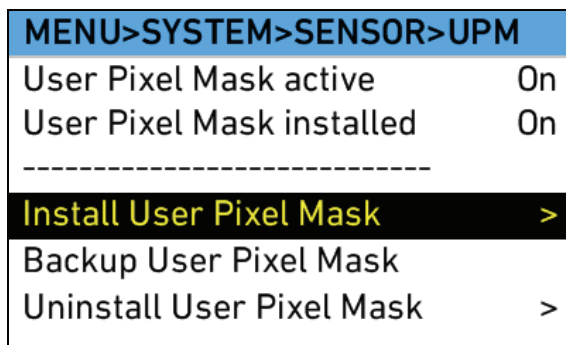 MENU>SYSTEM>SENSOR>UPM
User Pixel Mask active On
User Pixel Mask installed On
------------------------------
Install User Pixel Mask >
Backup User Pixel Mask
Uninstall User Pixel Mask >